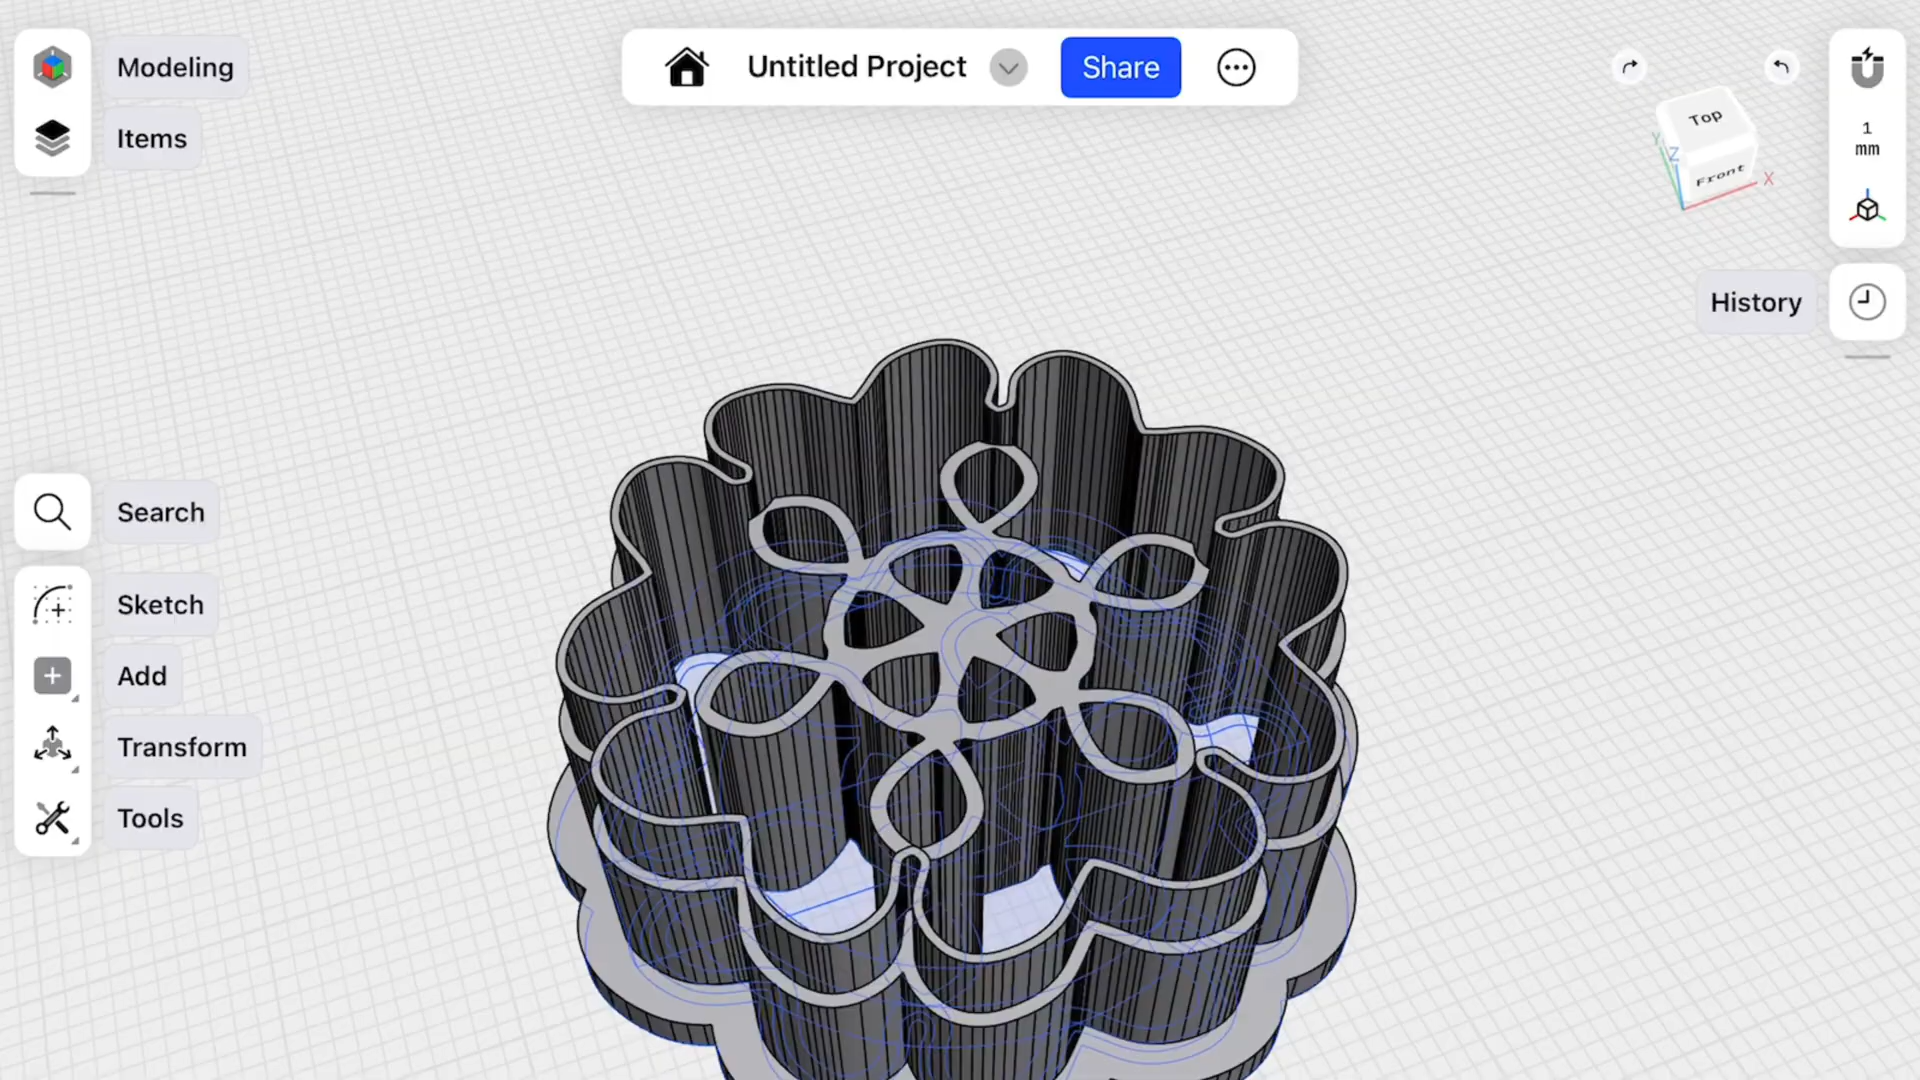 Modeling
Items
Untitled Project
Share
Top
Front
Y
Z
X
1
mm
History
Search
Sketch
Add
Transform
Tools